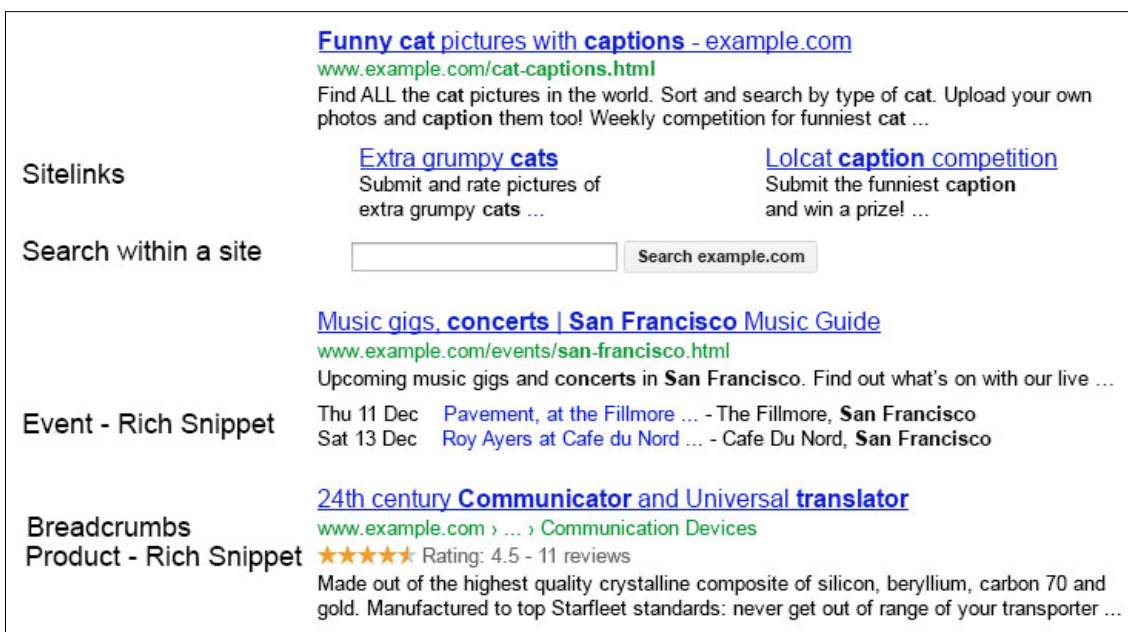 Funny cat pictures with captions - example.com
www.example.com/cat-captions.html
Find ALL the cat pictures in the world. Sort and search by type of cat. Upload your own
photos and caption them too! Weekly competition for funniest cat ...
Sitelinks
Extra grumpy cats
Submit and rate pictures of
extra grumpy cats ...
Lolcat caption competition
Submit the funniest caption
and win a prize! ...
Search within a site
Search example.com
Music gigs, concerts | San Francisco Music Guide
www.example.com/events/san-francisco.html
Upcoming music gigs and concerts in San Francisco. Find out what's on with our live ...
Event - Rich Snippet
Thu 11 Dec Pavement, at the Fillmore ... - The Fillmore, San Francisco
Sat 13 Dec Roy Ayers at Cafe du Nord ... - Cafe Du Nord, San Francisco
24th century Communicator and Universal translator
Breadcrumbs
www.example.com › ... › Communication Devices
Product - Rich Snippet
Rating: 4.5 - 11 reviews
Made out of the highest quality crystalline composite of silicon, beryllium, carbon 70 and
gold. Manufactured to top Starfleet standards: never get out of range of your transporter ...